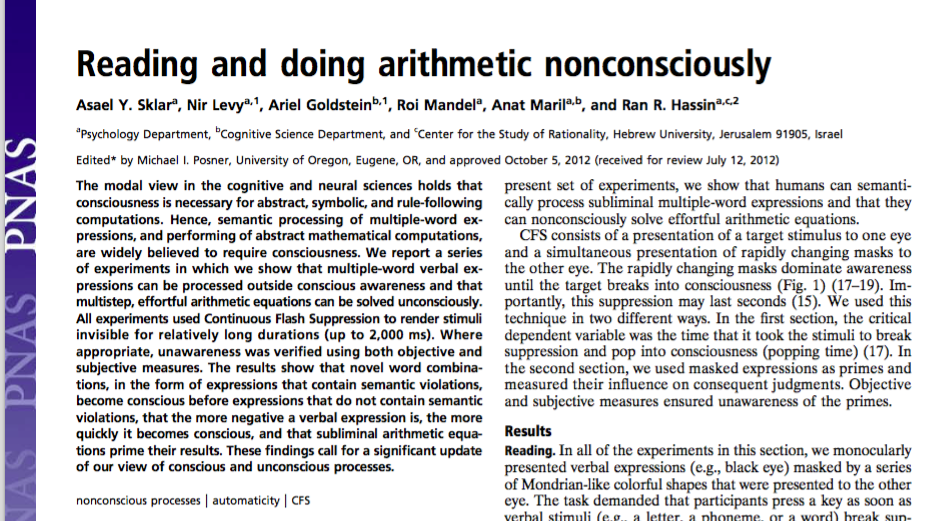 PNAS
PNAS
NAS
Reading and doing arithmetic nonconsciously
Asael Y. Sklarᵃ, Nir Levyᵃ,¹, Ariel Goldsteinᵇ,¹, Roi Mandelᵃ, Anat Marilᵃ,ᵇ, and Ran R. Hassinᵃ,ᶜ,²
ᵃPsychology Department, ᵇCognitive Science Department, and ᶜCenter for the Study of Rationality, Hebrew University, Jerusalem 91905, Israel
Edited* by Michael I. Posner, University of Oregon, Eugene, OR, and approved October 5, 2012 (received for review July 12, 2012)
The modal view in the cognitive and neural sciences holds that
consciousness is necessary for abstract, symbolic, and rule-following
computations. Hence, semantic processing of multiple-word ex-
pressions, and performing of abstract mathematical computations,
are widely believed to require consciousness. We report a series
of experiments in which we show that multiple-word verbal ex-
pressions can be processed outside conscious awareness and that
multistep, effortful arithmetic equations can be solved unconsciously.
All experiments used Continuous Flash Suppression to render stimuli
invisible for relatively long durations (up to 2,000 ms). Where
appropriate, unawareness was verified using both objective and
subjective measures. The results show that novel word combina-
tions, in the form of expressions that contain semantic violations,
become conscious before expressions that do not contain semantic
violations, that the more negative a verbal expression is, the more
quickly it becomes conscious, and that subliminal arithmetic equa-
tions prime their results. These findings call for a significant update
of our view of conscious and unconscious processes.
nonconscious processes | automaticity | CFS
present set of experiments, we show that humans can semanti-
cally process subliminal multiple-word expressions and that they
can nonconsciously solve effortful arithmetic equations.
CFS consists of a presentation of a target stimulus to one eye
and a simultaneous presentation of rapidly changing masks to
the other eye. The rapidly changing masks dominate awareness
until the target breaks into consciousness (Fig. 1) (17–19). Im-
portantly, this suppression may last seconds (15). We used this
technique in two different ways. In the first section, the critical
dependent variable was the time that it took the stimuli to break
suppression and pop into consciousness (popping time) (17). In
the second section, we used masked expressions as primes and
measured their influence on consequent judgments. Objective
and subjective measures ensured unawareness of the primes.
Results
Reading. In all of the experiments in this section, we monocularly
presented verbal expressions (e.g., black eye) masked by a series
of Mondrian-like colorful shapes that were presented to the other
eye. The task demanded that participants press a key as soon as
verbal stimuli (e.g., a letter, a phoneme, or a word) break sup-